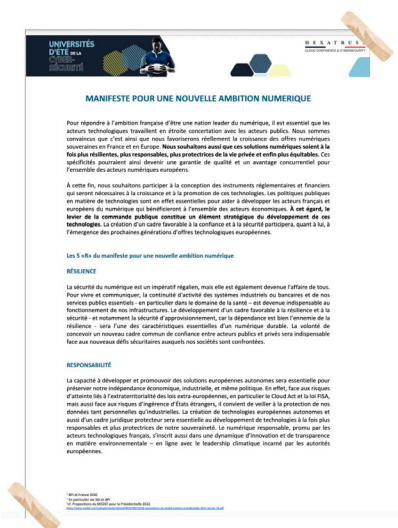 UNIVERSITÉS
D'ÉTÉ DE LA
CYBER-
SÉCURITÉ
HEXATRUST
CLOUD CONFIDENCE & CYBERSECURITY
MANIFESTE POUR UNE NOUVELLE AMBITION NUMERIQUE
Pour répondre à l'ambition française d'être une nation leader du numérique, il est essentiel que les
acteurs technologiques travaillent en étroite concertation avec les acteurs publics. Nous sommes
convaincus que c'est ainsi que nous favoriserons réellement la croissance des offres numériques
souveraines en France et en Europe. Nous souhaitons aussi que ces solutions numériques soient à la
fois plus résilientes, plus responsables, plus protectrices de la vie privée et enfin plus équitables. Ces
spécificités pourraient ainsi devenir une garantie de qualité et un avantage concurrentiel pour
l'ensemble des acteurs numériques européens.
À cette fin, nous souhaitons participer à la conception des instruments réglementaires et financiers
qui seront nécessaires à la croissance et à la promotion de ces technologies. Les politiques publiques
en matière de technologies sont en effet essentielles pour aider à développer les acteurs français et
européens du numérique qui bénéficieront à l'ensemble des acteurs économiques. À cet égard, le
levier de la commande publique constitue un élément stratégique du développement de ces
technologies. La création d'un cadre favorable à la croissance et à la sécurité participera, quant à lui, à
l'émergence des prochaines générations d'offres technologiques européennes.
Les 5 «R» du manifeste pour une nouvelle ambition numérique
RÉSILIENCE
La sécurité du numérique est un impératif régalien, mais elle est également devenue l'affaire de tous.
Pour vivre et communiquer, la continuité d'activité des systèmes industriels ou bancaires et de nos
services publics essentiels - en particulier dans le domaine de la santé – est devenue indispensable au
fonctionnement de nos infrastructures. Le développement d'un cadre favorable à la résilience et à la
sécurité - et notamment la sécurité d'approvisionnement, car la dépendance est bien l'ennemie de la
résilience - sera l'une des caractéristiques essentielles d'un numérique durable. La volonté de
concevoir un nouveau cadre commun de confiance entre acteurs publics et privés sera indispensable
face aux nouveaux défis sécuritaires auxquels nos sociétés sont confrontées.
RESPONSABILITÉ
La capacité à développer et promouvoir des solutions européennes autonomes sera essentielle pour
préserver notre indépendance économique, industrielle, et même politique. En effet, face aux risques
d'atteinte liés à l'extraterritorialité des lois extra-européennes, en particulier le Cloud Act et la loi FISA,
mais aussi face aux risques d'ingérence d'États étrangers, il convient de veiller à la protection de nos
données tant personnelles qu'industrielles. La création de technologies européennes autonomes et
aussi d'un cadre juridique protecteur sera essentielle au développement de technologies à la fois plus
responsables et plus protectrices de notre souveraineté. Le numérique responsable, promu par les
acteurs technologiques français, s'inscrit aussi dans une dynamique d'innovation et de transparence
en matière environnementale – en ligne avec le leadership climatique incarné par les autorités
européennes.